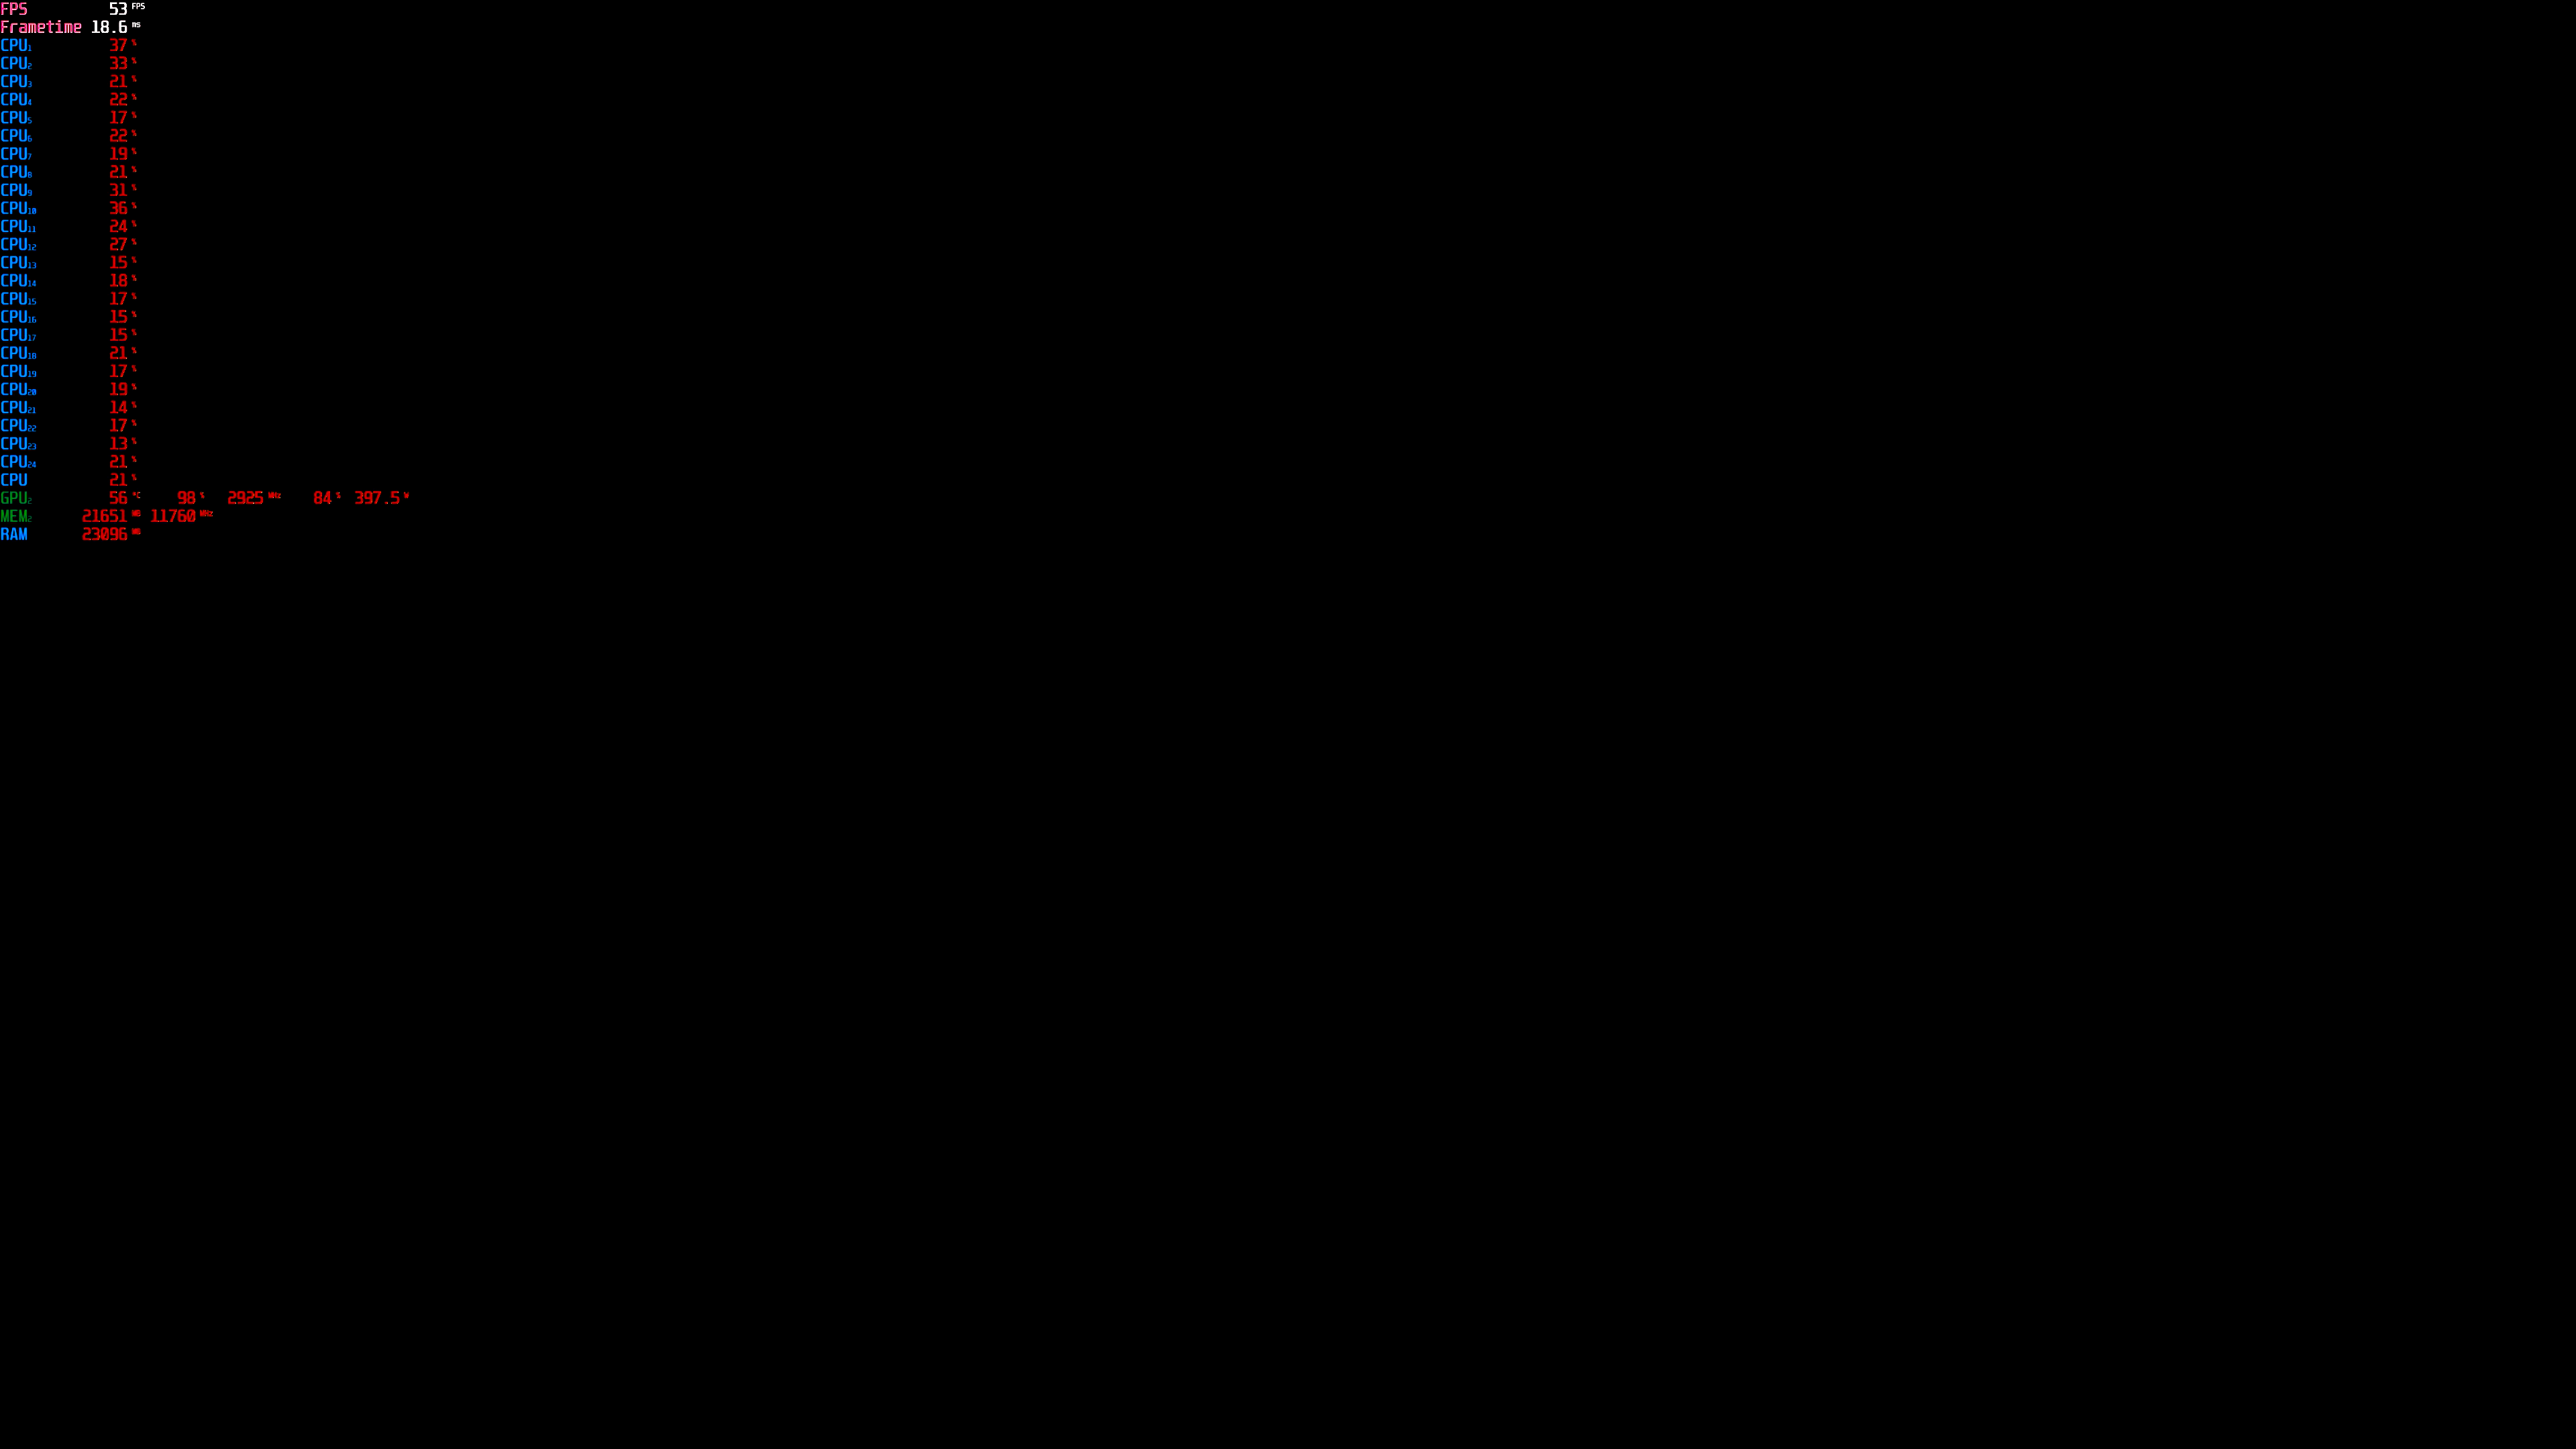 FPS 53 FPS
Frametime 18.6 ms
CPU1 37 %
CPU2 33 %
CPU3 21 %
CPU4 22 %
CPU5 17 %
CPU6 22 %
CPU7 19 %
CPU8 21 %
CPU9 31 %
CPU10 36 %
CPU11 24 %
CPU12 27 %
CPU13 15 %
CPU14 18 %
CPU15 17 %
CPU16 15 %
CPU17 15 %
CPU18 21 %
CPU19 17 %
CPU20 19 %
CPU21 14 %
CPU22 17 %
CPU23 13 %
CPU24 21 %
CPU 21 %
GPU2 56 °C 98 % 2925 MHz 84 % 397.5 W
MEM2 21651 MB 11760 MHz
RAM 23096 MB